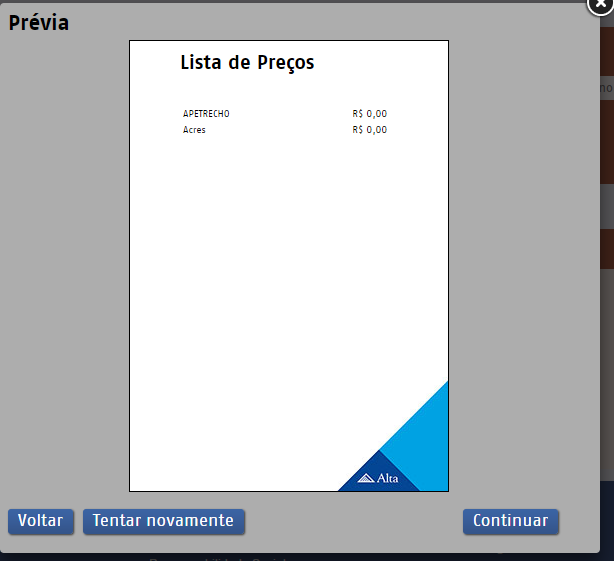 Prévia
Lista de Preços
APETRECHO R$ 0,00
Acres R$ 0,00
Alta
Voltar Tentar novamente Continuar